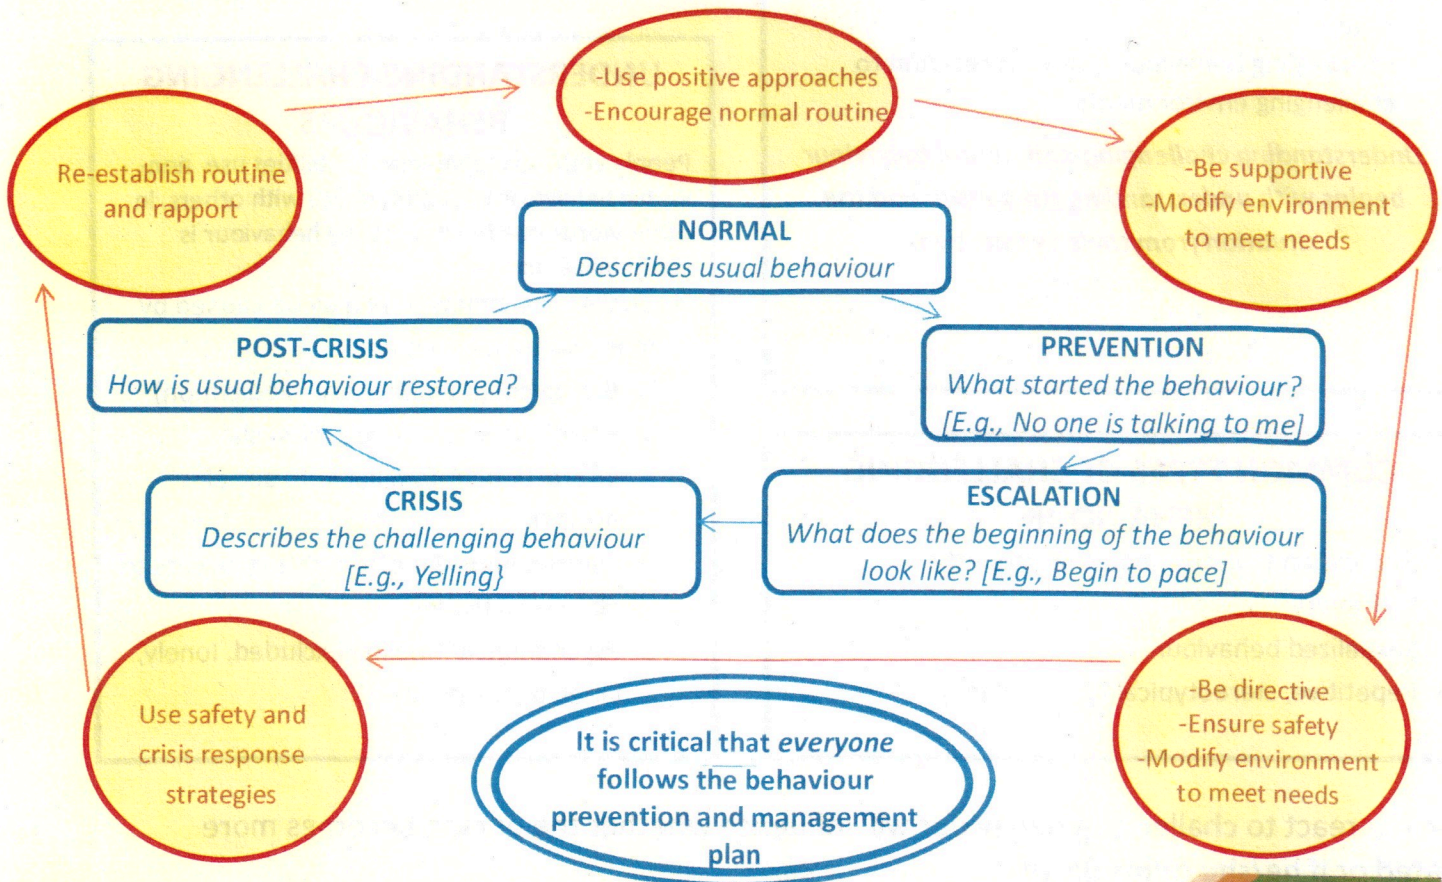 -Use positive approaches
-Encourage normal routine
Re-establish routine
and rapport
-Be supportive
-Modify environment
to meet needs
NORMAL
Describes usual behaviour
POST-CRISIS
How is usual behaviour restored?
PREVENTION
What started the behaviour?
[E.g., No one is talking to me]
CRISIS
Describes the challenging behaviour
[E.g., Yelling}
ESCALATION
What does the beginning of the behaviour
look like? [E.g., Begin to pace]
Use safety and
crisis response
strategies
It is critical that everyone
follows the behaviour
prevention and management
plan
-Be directive
-Ensure safety
-Modify environment
to meet needs